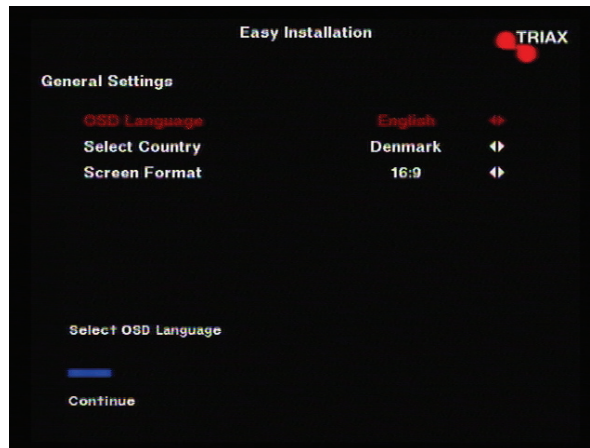 Easy Installation
TRIAX
General Settings
OSD Language English
Select Country Denmark
Screen Format 16:9
Select OSD Language
Continue